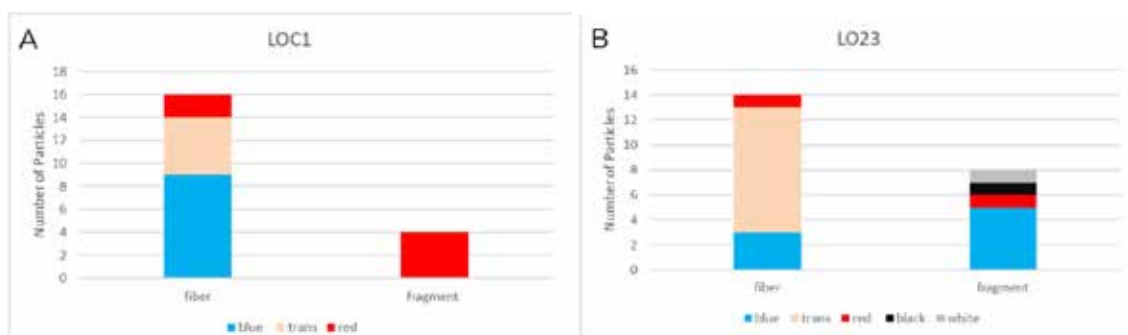 A
LOC1
Number of Particles
18
16
14
12
10
8
6
4
2
0
fiber
fragment
blue trans red
B
LO23
Number of Particles
16
14
12
10
8
6
4
2
0
fiber
fragment
blue trans red black white